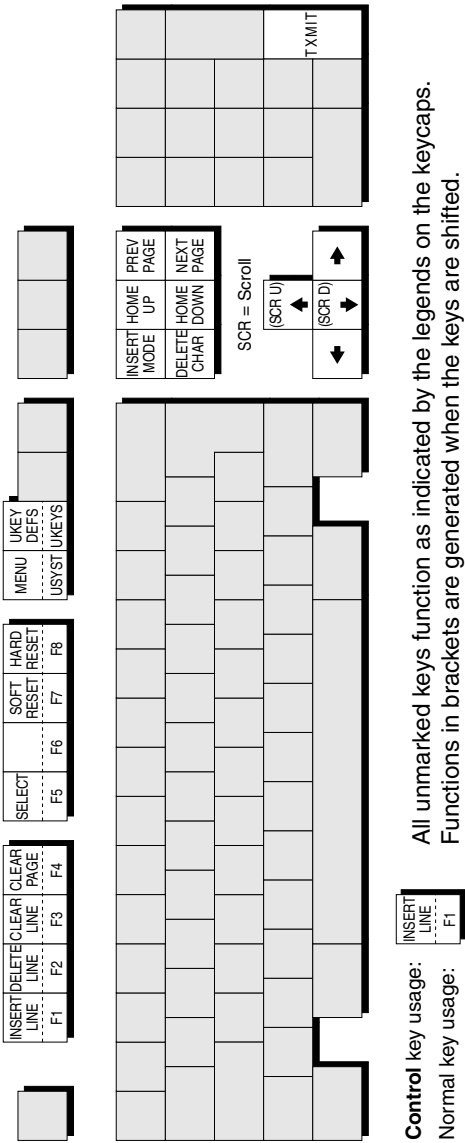 INSERT LINE
DELETE LINE
CLEAR LINE
CLEAR PAGE
SELECT
SOFT RESET
HARD RESET
MENU
UKEY DEFS
F1
F2
F3
F4
F5
F6
F7
F8
USYST
UKEYS
INSERT MODE
HOME UP
PREV PAGE
DELETE CHAR
HOME DOWN
NEXT PAGE
SCR = Scroll
(SCR U)
(SCR D)
TXMIT
Control key usage:
Normal key usage:
INSERT LINE
F1
All unmarked keys function as indicated by the legends on the keycaps.
Functions in brackets are generated when the keys are shifted.